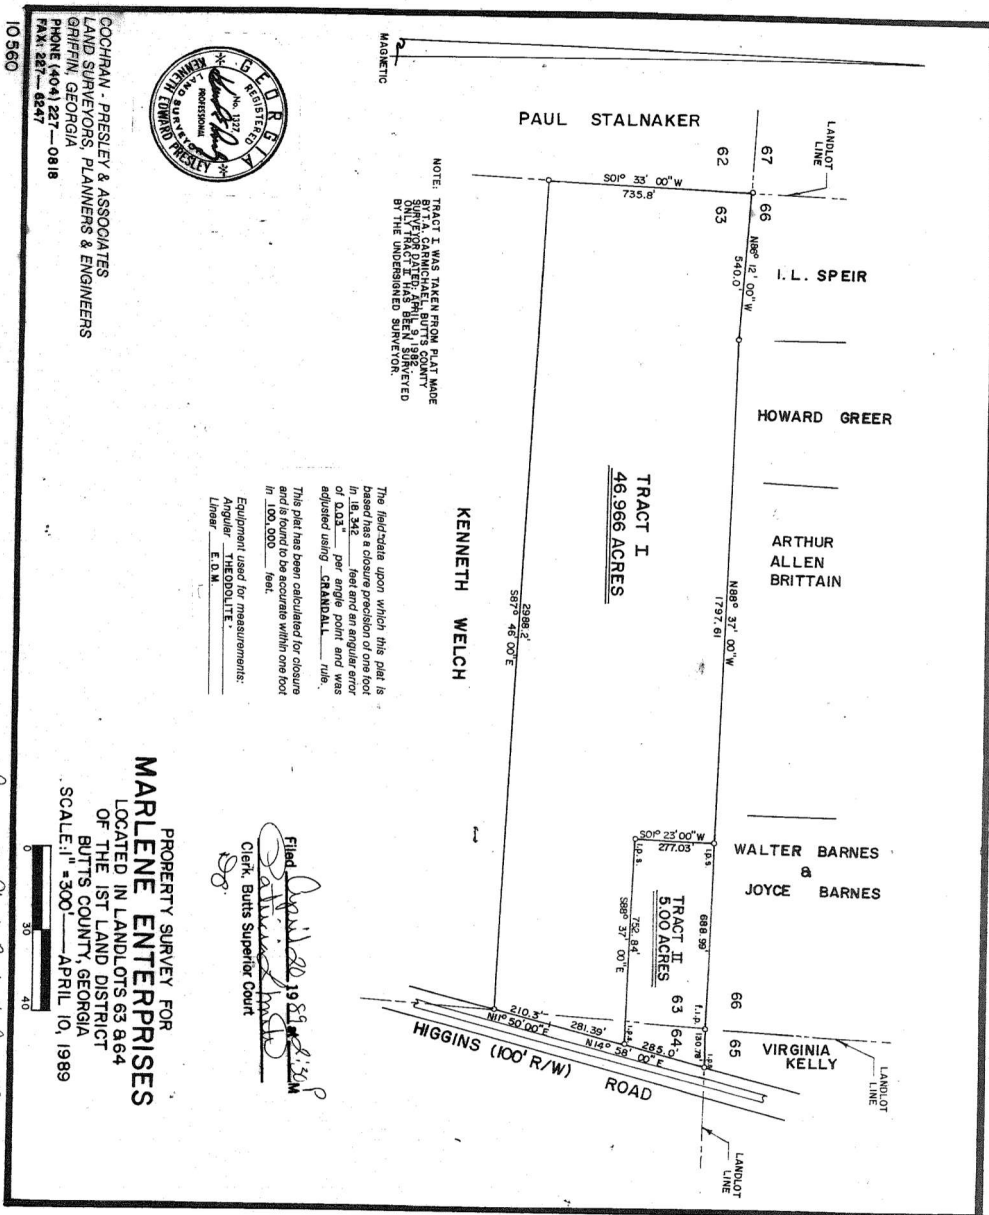 MAGNETIC
PAUL STALNAKER
LANDLOT
LINE
67
66
62
63
S01° 33' 00"W
735.8'
N86° 12' 00"W
540.0'
I.L. SPEIR
HOWARD GREER
ARTHUR
ALLEN
BRITTAIN
N88° 37' 00"W
1797.61
TRACT I
46.966 ACRES
WALTER BARNES
&
JOYCE BARNES
S01° 23' 00"W
277.03'
i.p.s
i.p.s.
688.99'
TRACT II
5.00 ACRES
752.84'
S88° 37' 00"E
i.p.s.
66
65
63
64
f.i.p.
130.78'
i.p.s
VIRGINIA
KELLY
LANDLOT
LINE
LANDLOT
LINE
285.0'
N14° 58' 00"E
281.39'
210.3'
N11° 50' 00"E
HIGGINS (100' R/W) ROAD
2988.2'
S87° 46' 00"E
KENNETH WELCH
NOTE: TRACT I WAS TAKEN FROM PLAT MADE
BY T.A. CARMICHAEL, BUTTS COUNTY
SURVEYOR DATED: APRIL 9, 1982.
ONLY TRACT II HAS BEEN SURVEYED
BY THE UNDERSIGNED SURVEYOR.
The field date upon which this plat is
based has a closure precision of one foot
in 18,342 feet and an angular error
of 0.03" per angle point and was
adjusted using CRANDALL rule.
This plat has been calculated for closure
and is found to be accurate within one foot
in 100,000 feet.
Equipment used for measurements:
Angular THEODOLITE
Linear E.D.M.
GEORGIA
REGISTERED
No. 1327
PROFESSIONAL
LAND SURVEYOR
KENNETH EDWARD PRESLEY
COCHRAN - PRESLEY & ASSOCIATES
LAND SURVEYORS, PLANNERS & ENGINEERS
GRIFFIN, GEORGIA
PHONE (404) 227-0818
FAX: 227-6247
10560
Filed April 20 1989 at 1:30 P M
Clerk, Butts Superior Court
PROPERTY SURVEY FOR
MARLENE ENTERPRISES
LOCATED IN LANDLOTS 63 & 64
OF THE 1ST LAND DISTRICT
BUTTS COUNTY, GEORGIA
SCALE: 1" = 300' APRIL 10, 1989
0
30
40